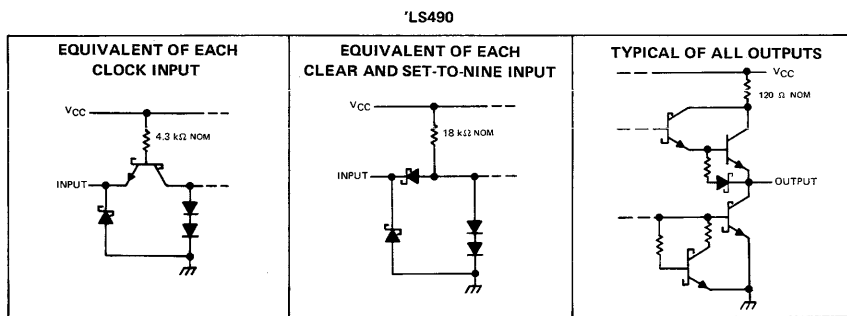 'LS490
EQUIVALENT OF EACH
CLOCK INPUT
VCC
4.3 kΩ NOM
INPUT
EQUIVALENT OF EACH
CLEAR AND SET-TO-NINE INPUT
VCC
18 kΩ NOM
INPUT
TYPICAL OF ALL OUTPUTS
VCC
120 Ω NOM
OUTPUT